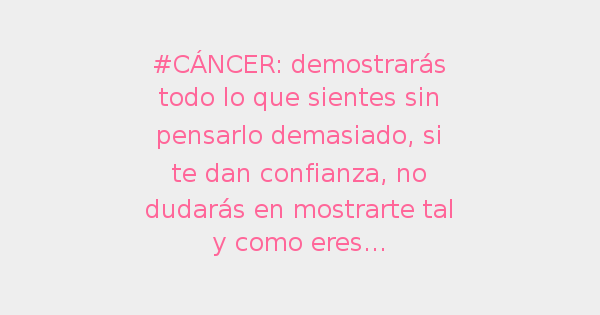 #CÁNCER: demostrarás
todo lo que sientes sin
pensarlo demasiado, si
te dan confianza, no
dudarás en mostrarte tal
y como eres...